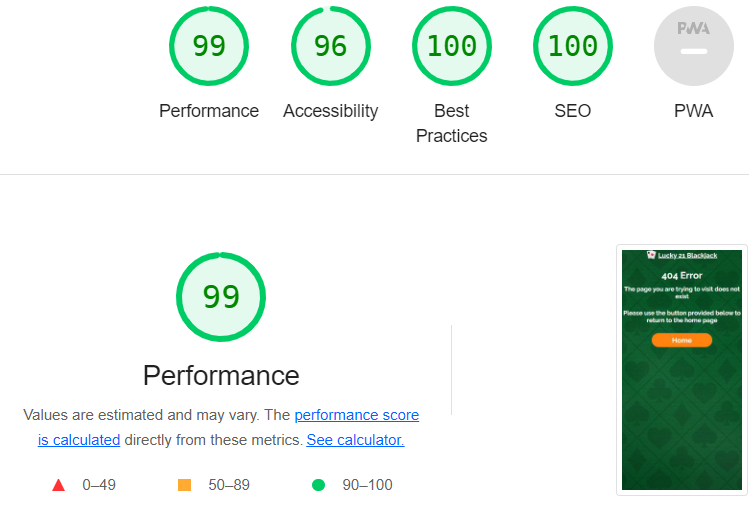 99
96
100
100
PWA
Performance
Accessibility
Best
Practices
SEO
PWA
99
Performance
Values are estimated and may vary. The performance score
is calculated directly from these metrics. See calculator.
0–49
50–89
90–100
Lucky 21 Blackjack
404 Error
The page you are trying to visit does not
exist
Please use the button provided below to
return to the home page
Home